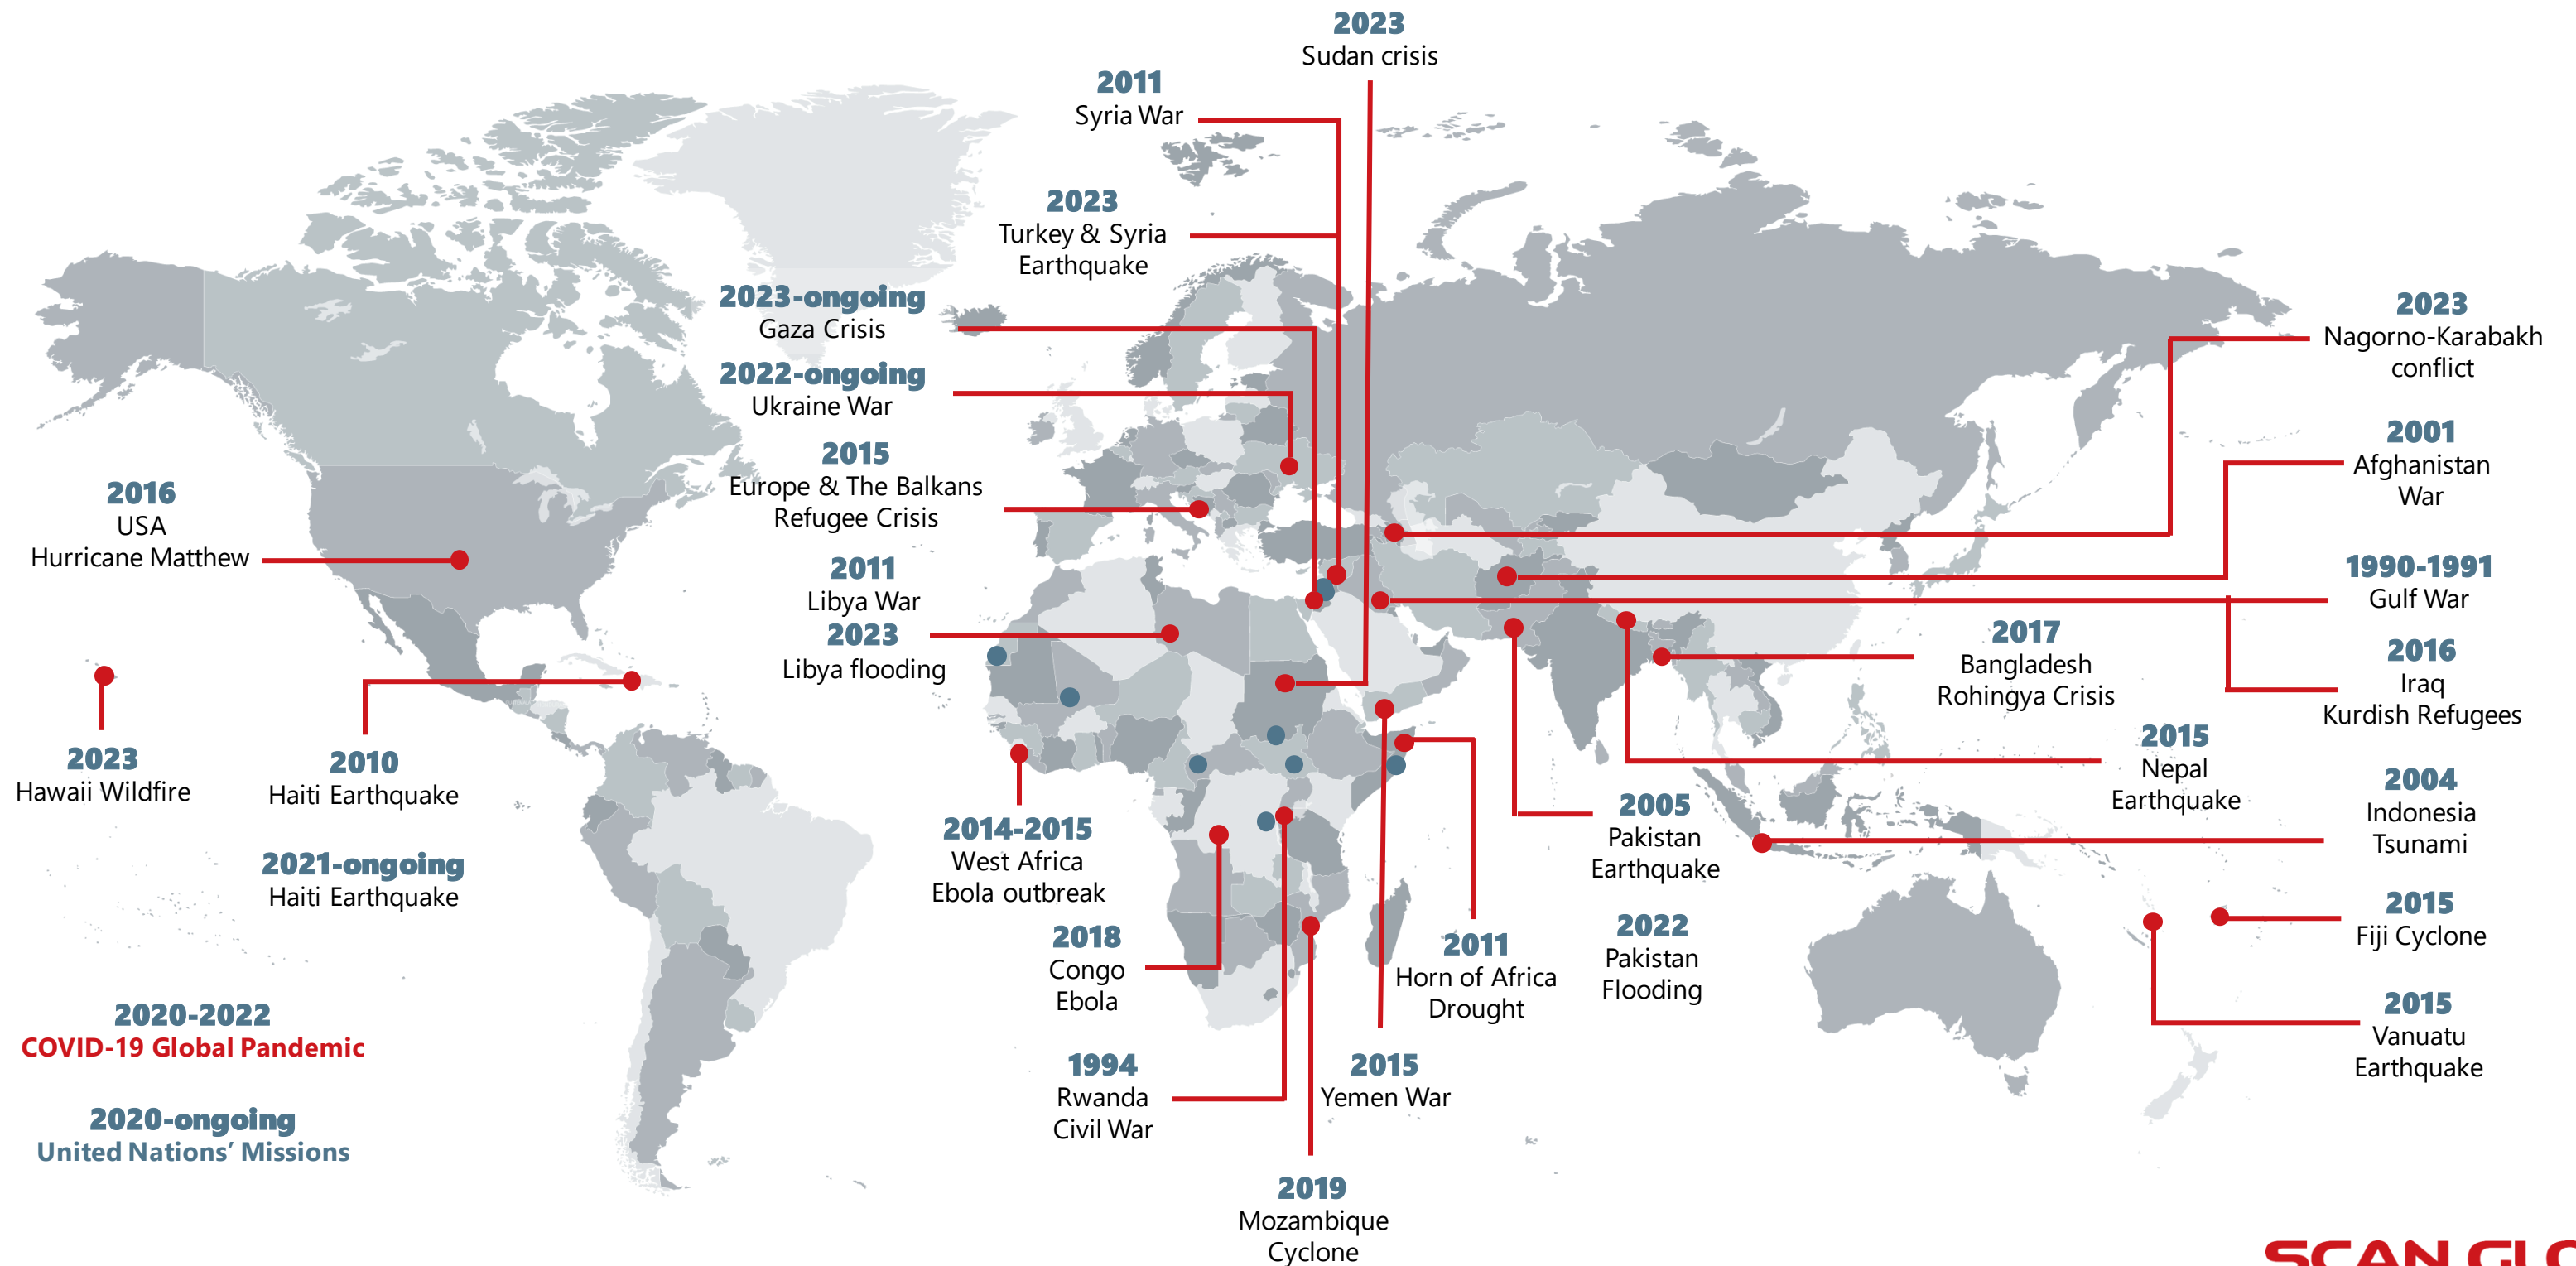 2023
Sudan crisis
2011
Syria War
2023
Turkey & Syria
Earthquake
2023-ongoing
Gaza Crisis
2022-ongoing
Ukraine War
2015
Europe & The Balkans
Refugee Crisis
2011
Libya War
2023
Libya flooding
2016
USA
Hurricane Matthew
2023
Hawaii Wildfire
2010
Haiti Earthquake
2021-ongoing
Haiti Earthquake
2020-2022
COVID-19 Global Pandemic
2020-ongoing
United Nations’ Missions
2014-2015
West Africa
Ebola outbreak
2018
Congo
Ebola
1994
Rwanda
Civil War
2019
Mozambique
Cyclone
2015
Yemen War
2011
Horn of Africa
Drought
2005
Pakistan
Earthquake
2022
Pakistan
Flooding
2023
Nagorno-Karabakh
conflict
2001
Afghanistan
War
1990-1991
Gulf War
2016
Iraq
Kurdish Refugees
2017
Bangladesh
Rohingya Crisis
2015
Nepal
Earthquake
2004
Indonesia
Tsunami
2015
Fiji Cyclone
2015
Vanuatu
Earthquake
SCAN